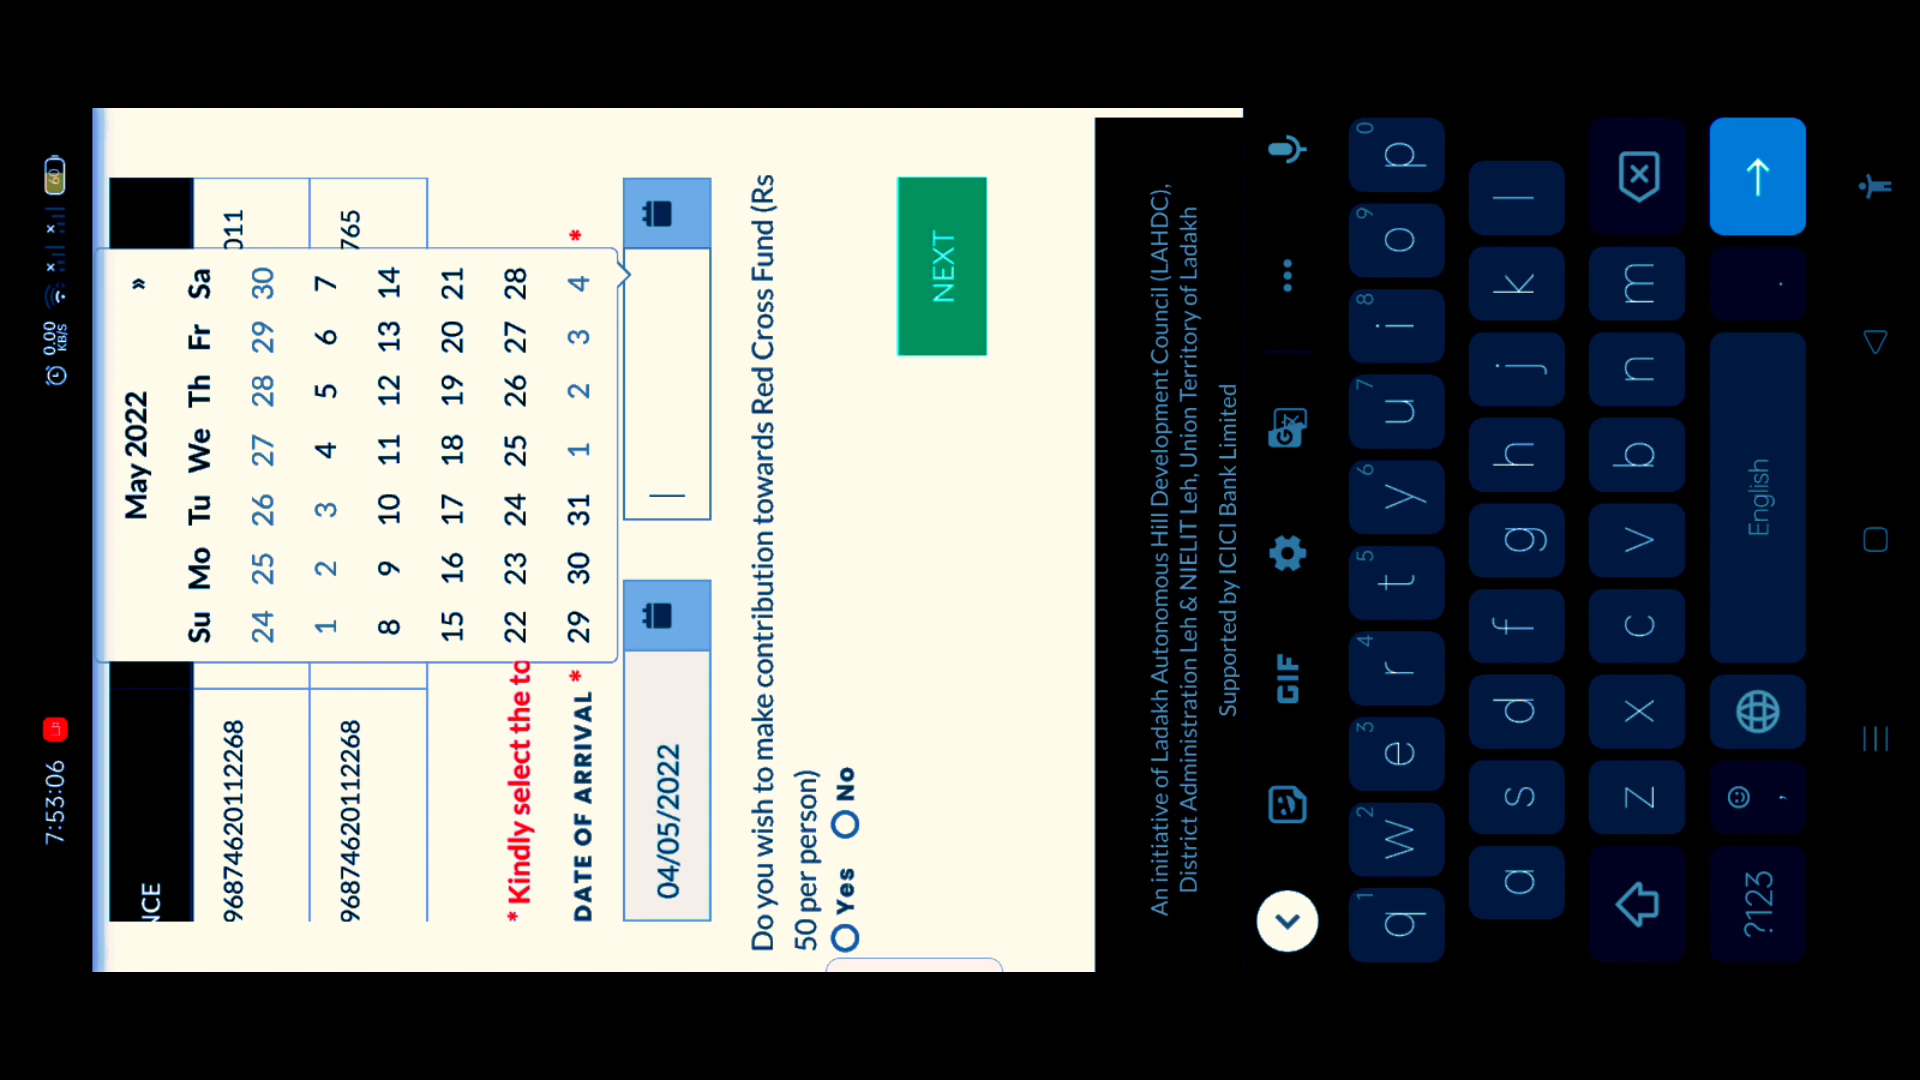 7:53:06
0.00 KB/S
60
NCE
96874620112268
011
96874620112268
765
May 2022 »
Su Mo Tu We Th Fr Sa
24 25 26 27 28 29 30
1 2 3 4 5 6 7
8 9 10 11 12 13 14
15 16 17 18 19 20 21
22 23 24 25 26 27 28
29 30 31 1 2 3 4
* Kindly select the to
DATE OF ARRIVAL *
*
04/05/2022
Do you wish to make contribution towards Red Cross Fund (Rs
50 per person)
Yes No
NEXT
An initiative of Ladakh Autonomous Hill Development Council (LAHDC),
District Administration Leh & NIELIT Leh, Union Territory of Ladakh
Supported by ICICI Bank Limited
GIF
q 1 w 2 e 3 r 4 t 5 y 6 u 7 i 8 o 9 p 0
a s d f g h j k l
z x c v b n m
?123 , English .